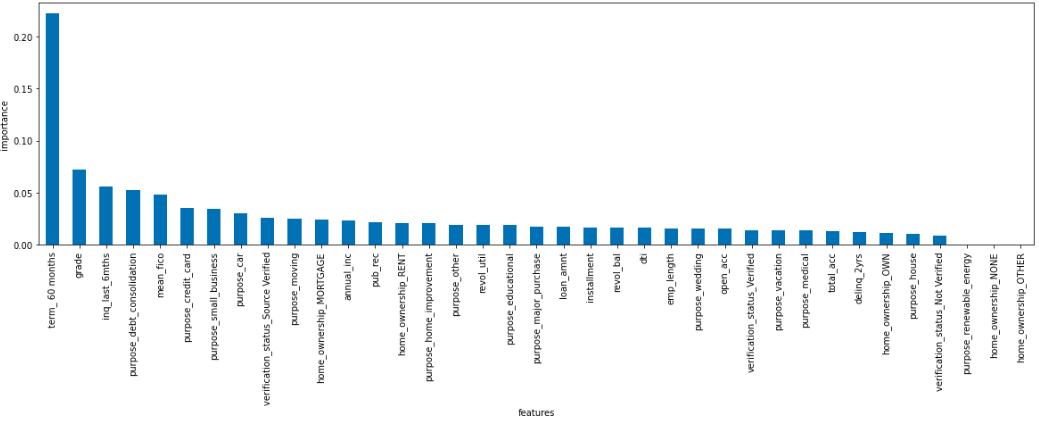 0.20
0.15
0.10
0.05
0.00
importance
term_ 60 months
grade
inq_last_6mths
purpose_debt_consolidation
mean_fico
purpose_credit_card
purpose_small_business
purpose_car
verification_status_Source Verified
purpose_moving
home_ownership_MORTGAGE
annual_inc
pub_rec
home_ownership_RENT
purpose_home_improvement
purpose_other
revol_util
purpose_educational
purpose_major_purchase
loan_amnt
installment
revol_bal
dti
emp_length
purpose_wedding
open_acc
verification_status_Verified
purpose_vacation
purpose_medical
total_acc
delinq_2yrs
home_ownership_OWN
purpose_house
verification_status_Not Verified
purpose_renewable_energy
home_ownership_NONE
home_ownership_OTHER
features